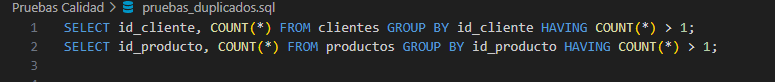 Pruebas Calidad > pruebas_duplicados.sql
1 SELECT id_cliente, COUNT(*) FROM clientes GROUP BY id_cliente HAVING COUNT(*) > 1;
2 SELECT id_producto, COUNT(*) FROM productos GROUP BY id_producto HAVING COUNT(*) > 1;
3
4